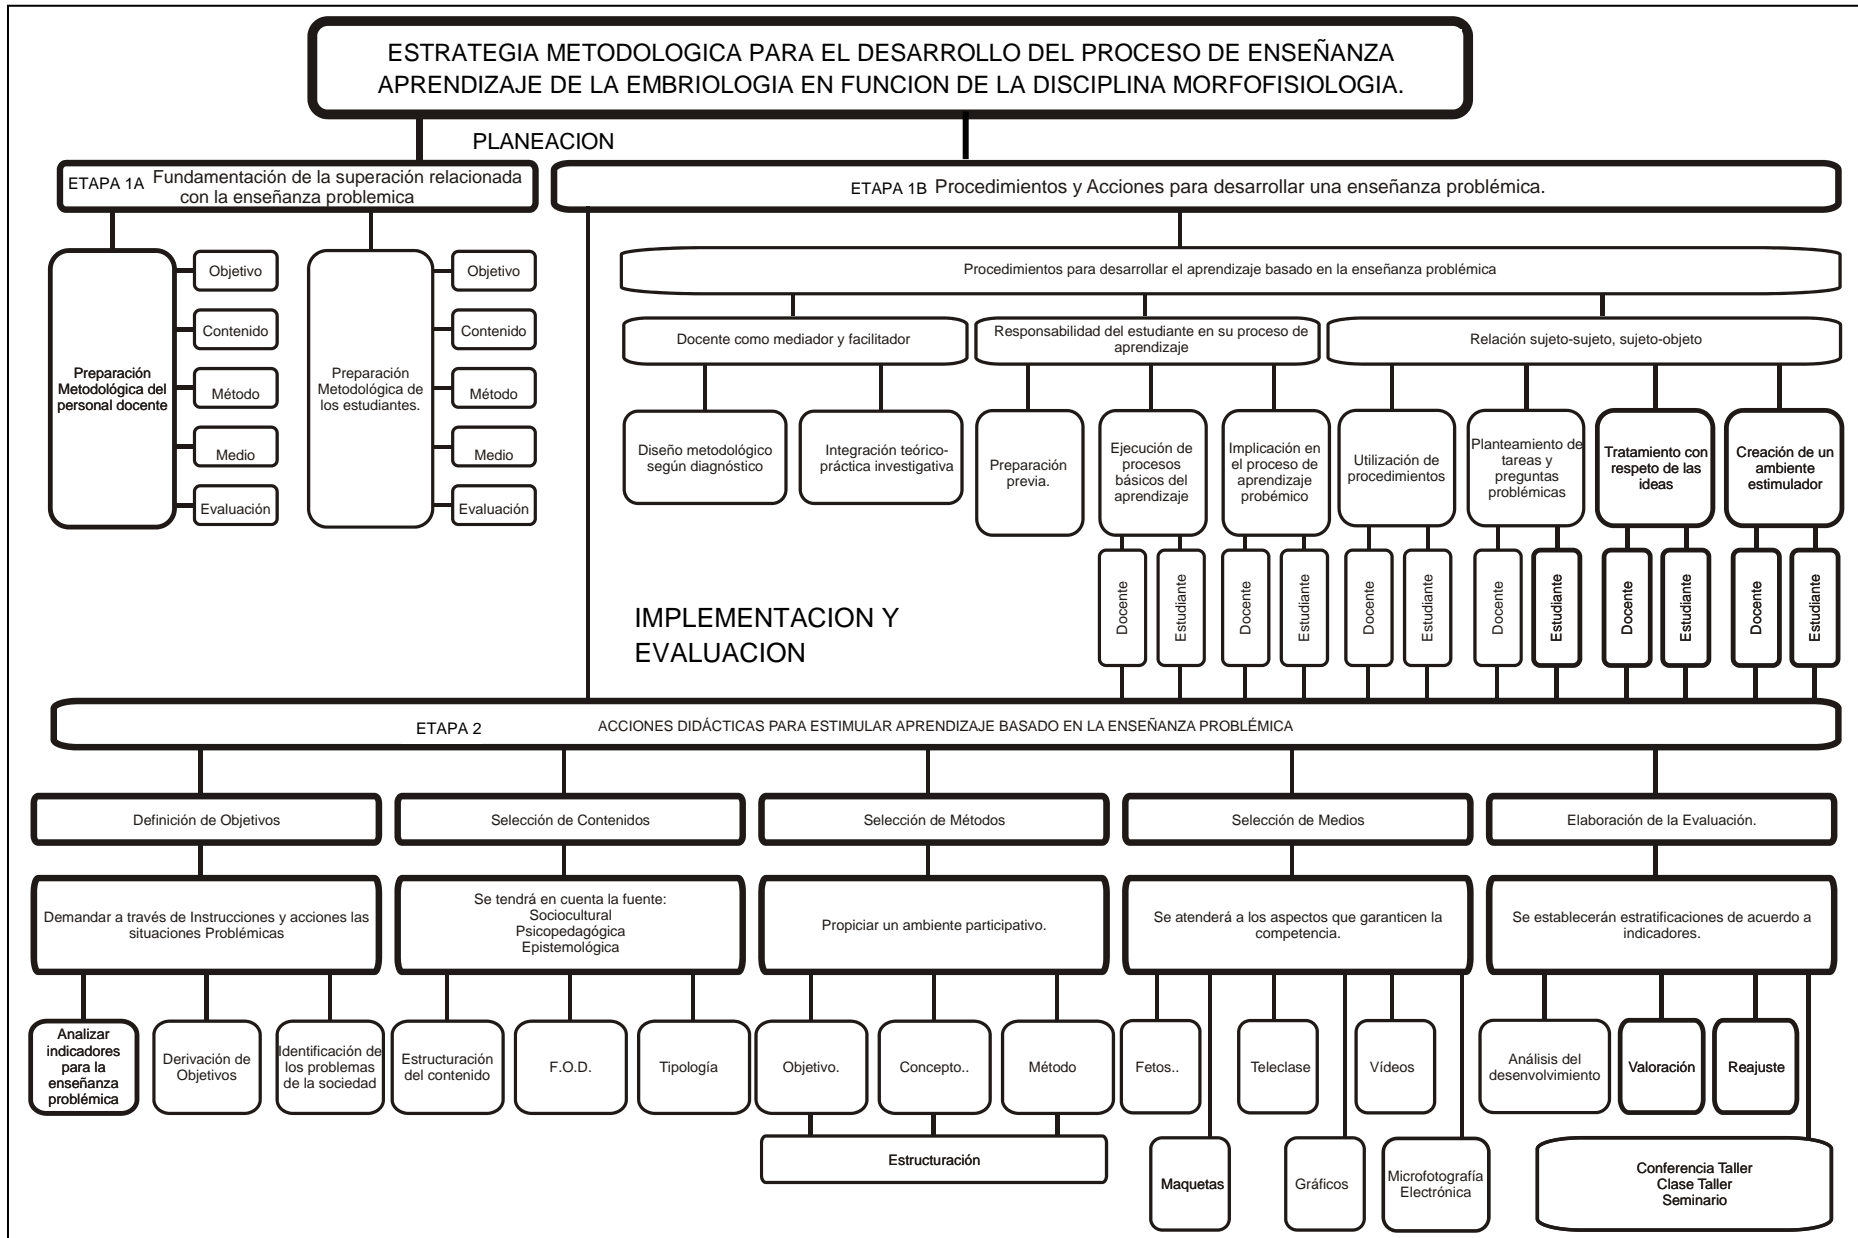 ESTRATEGIA METODOLOGICA PARA EL DESARROLLO DEL PROCESO DE ENSEÑANZA
APRENDIZAJE DE LA EMBRIOLOGIA EN FUNCION DE LA DISCIPLINA MORFOFISIOLOGIA.
PLANEACION
ETAPA 1A Fundamentación de la superación relacionada
con la enseñanza problemica
ETAPA 1B Procedimientos y Acciones para desarrollar una enseñanza problémica.
Preparación
Metodológica del
personal docente
Objetivo
Contenido
Método
Medio
Evaluación
Preparación
Metodológica de
los estudiantes.
Objetivo
Contenido
Método
Medio
Evaluación
Procedimientos para desarrollar el aprendizaje basado en la enseñanza problémica
Docente como mediador y facilitador
Responsabilidad del estudiante en su proceso de
aprendizaje
Relación sujeto-sujeto, sujeto-objeto
Diseño metodológico
según diagnóstico
Integración teórico-
práctica investigativa
Preparación
previa.
Ejecución de
procesos
básicos del
aprendizaje
Implicación en
el proceso de
aprendizaje
probémico
Utilización de
procedimientos
Planteamiento de
tareas y
preguntas
problémicas
Tratamiento con
respeto de las
ideas
Creación de un
ambiente
estimulador
Docente
Estudiante
Docente
Estudiante
Docente
Estudiante
Docente
Estudiante
Docente
Estudiante
Docente
Estudiante
IMPLEMENTACION Y
EVALUACION
ETAPA 2 ACCIONES DIDÁCTICAS PARA ESTIMULAR APRENDIZAJE BASADO EN LA ENSEÑANZA PROBLÉMICA
Definición de Objetivos
Selección de Contenidos
Selección de Métodos
Selección de Medios
Elaboración de la Evaluación.
Demandar a través de Instrucciones y acciones las
situaciones Problémicas
Se tendrá en cuenta la fuente:
Sociocultural
Psicopedagógica
Epistemológica
Propiciar un ambiente participativo.
Se atenderá a los aspectos que garanticen la
competencia.
Se establecerán estratificaciones de acuerdo a
indicadores.
Analizar
indicadores
para la
enseñanza
problémica
Derivación de
Objetivos
Identificación de
los problemas
de la sociedad
Estructuración
del contenido
F.O.D.
Tipología
Objetivo.
Concepto..
Método
Fetos..
Teleclase
Vídeos
Análisis del
desenvolvimiento
Valoración
Reajuste
Estructuración
Maquetas
Gráficos
Microfotografía
Electrónica
Conferencia Taller
Clase Taller
Seminario